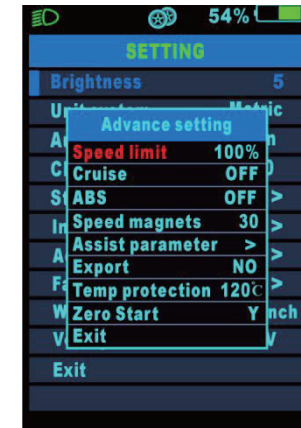 54%
SETTING
Brightness 5
Advance setting
Speed limit 100%
Cruise OFF
ABS OFF
Speed magnets 30
Assist parameter >
Export NO
Temp protection 120℃
Zero Start Y
Exit
Exit